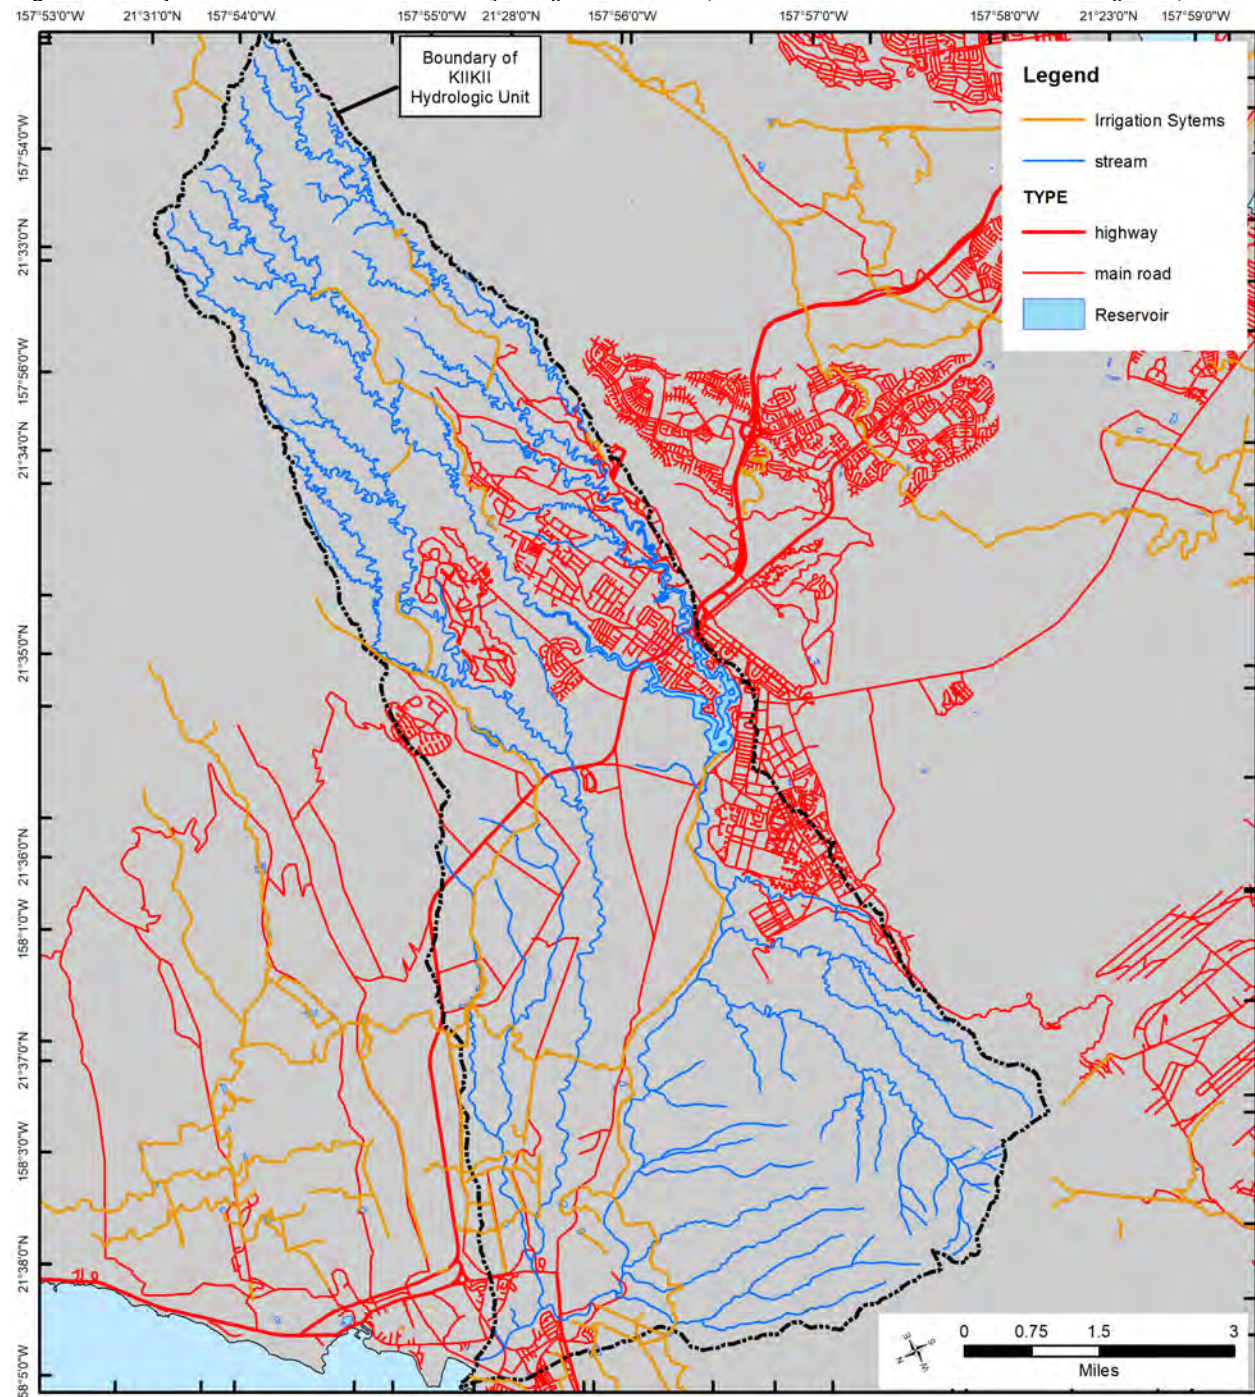 157°53'0"W 21°31'0"N 157°54'0"W 157°55'0"W 21°28'0"N 157°56'0"W 157°57'0"W 157°58'0"W 21°23'0"N 157°59'0"W
Boundary of
KIIKII
Hydrologic Unit
Legend
Irrigation Sytems
stream
TYPE
highway
main road
Reservoir
157°54'0"W
21°33'0"N
157°56'0"W
21°34'0"N
21°35'0"N
21°36'0"N
158°1'0"W
21°37'0"N
158°3'0"W
21°38'0"N
58°5'0"W
N
E
S
W
0 0.75 1.5 3
Miles